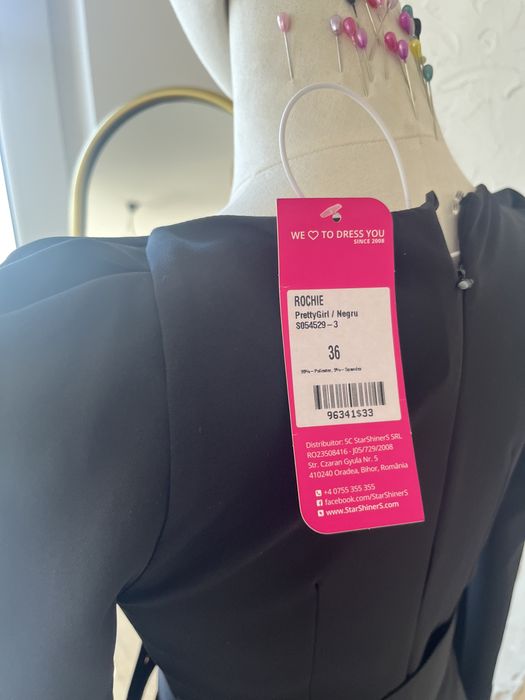 WE ♡ TO DRESS YOU
SINCE 2008
ROCHIE
PrettyGirl / Negru
S054529-3
36
Poliester, Spandex
96341S33
Distribuitor: SC StarShinerS SRL
RO23508416 - J05/729/2008
Str. Czaran Gyula Nr. 5
410240 Oradea, Bihor, România
+4 0755 355 355
facebook.com/StarShinerS
www.StarShinerS.com